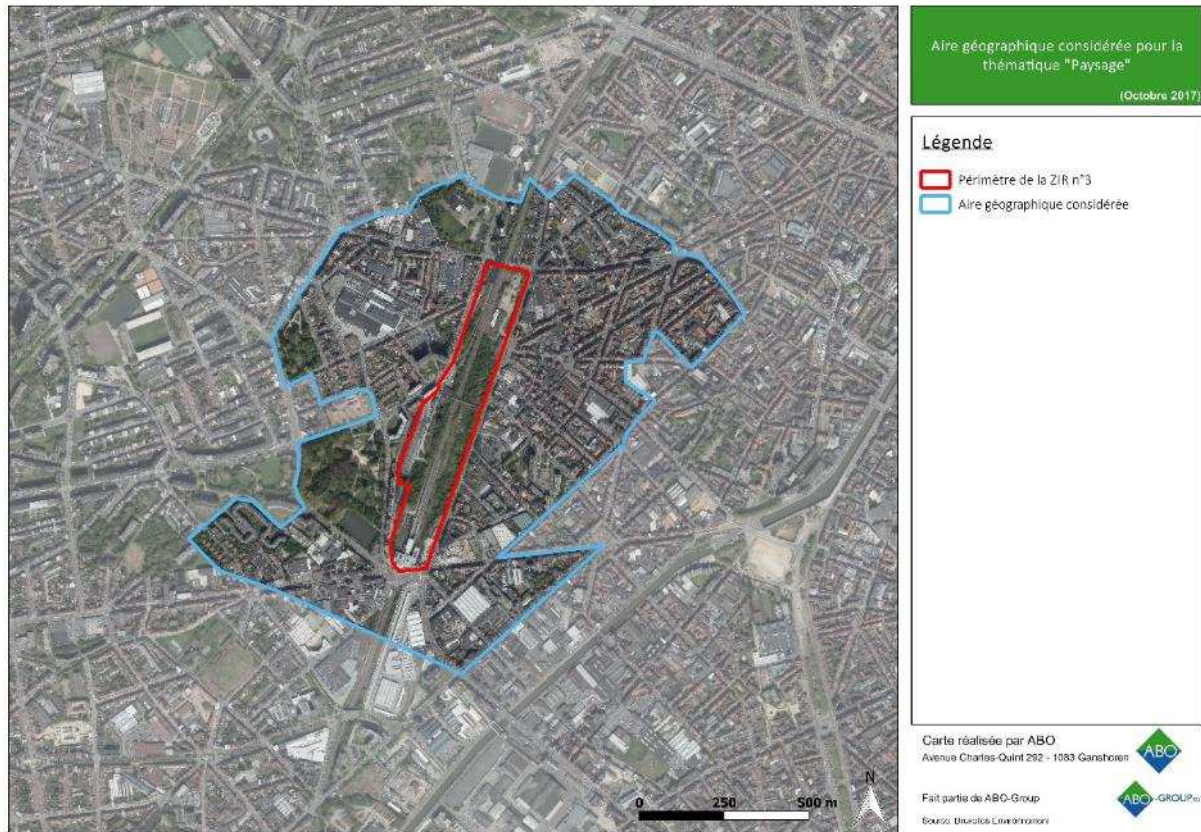 Aire géographique considérée pour la
thématique "Paysage"
(Octobre 2017)
Légende
Périmètre de la ZIR n°3
Aire géographique considérée
N
0 250 500 m
Carte réalisée par ABO
Avenue Charles-Quint 292 - 1083 Ganshoren
ABO
Fait partie de ABO-Group
ABO-GROUP
Source: Bruxelles Environnement